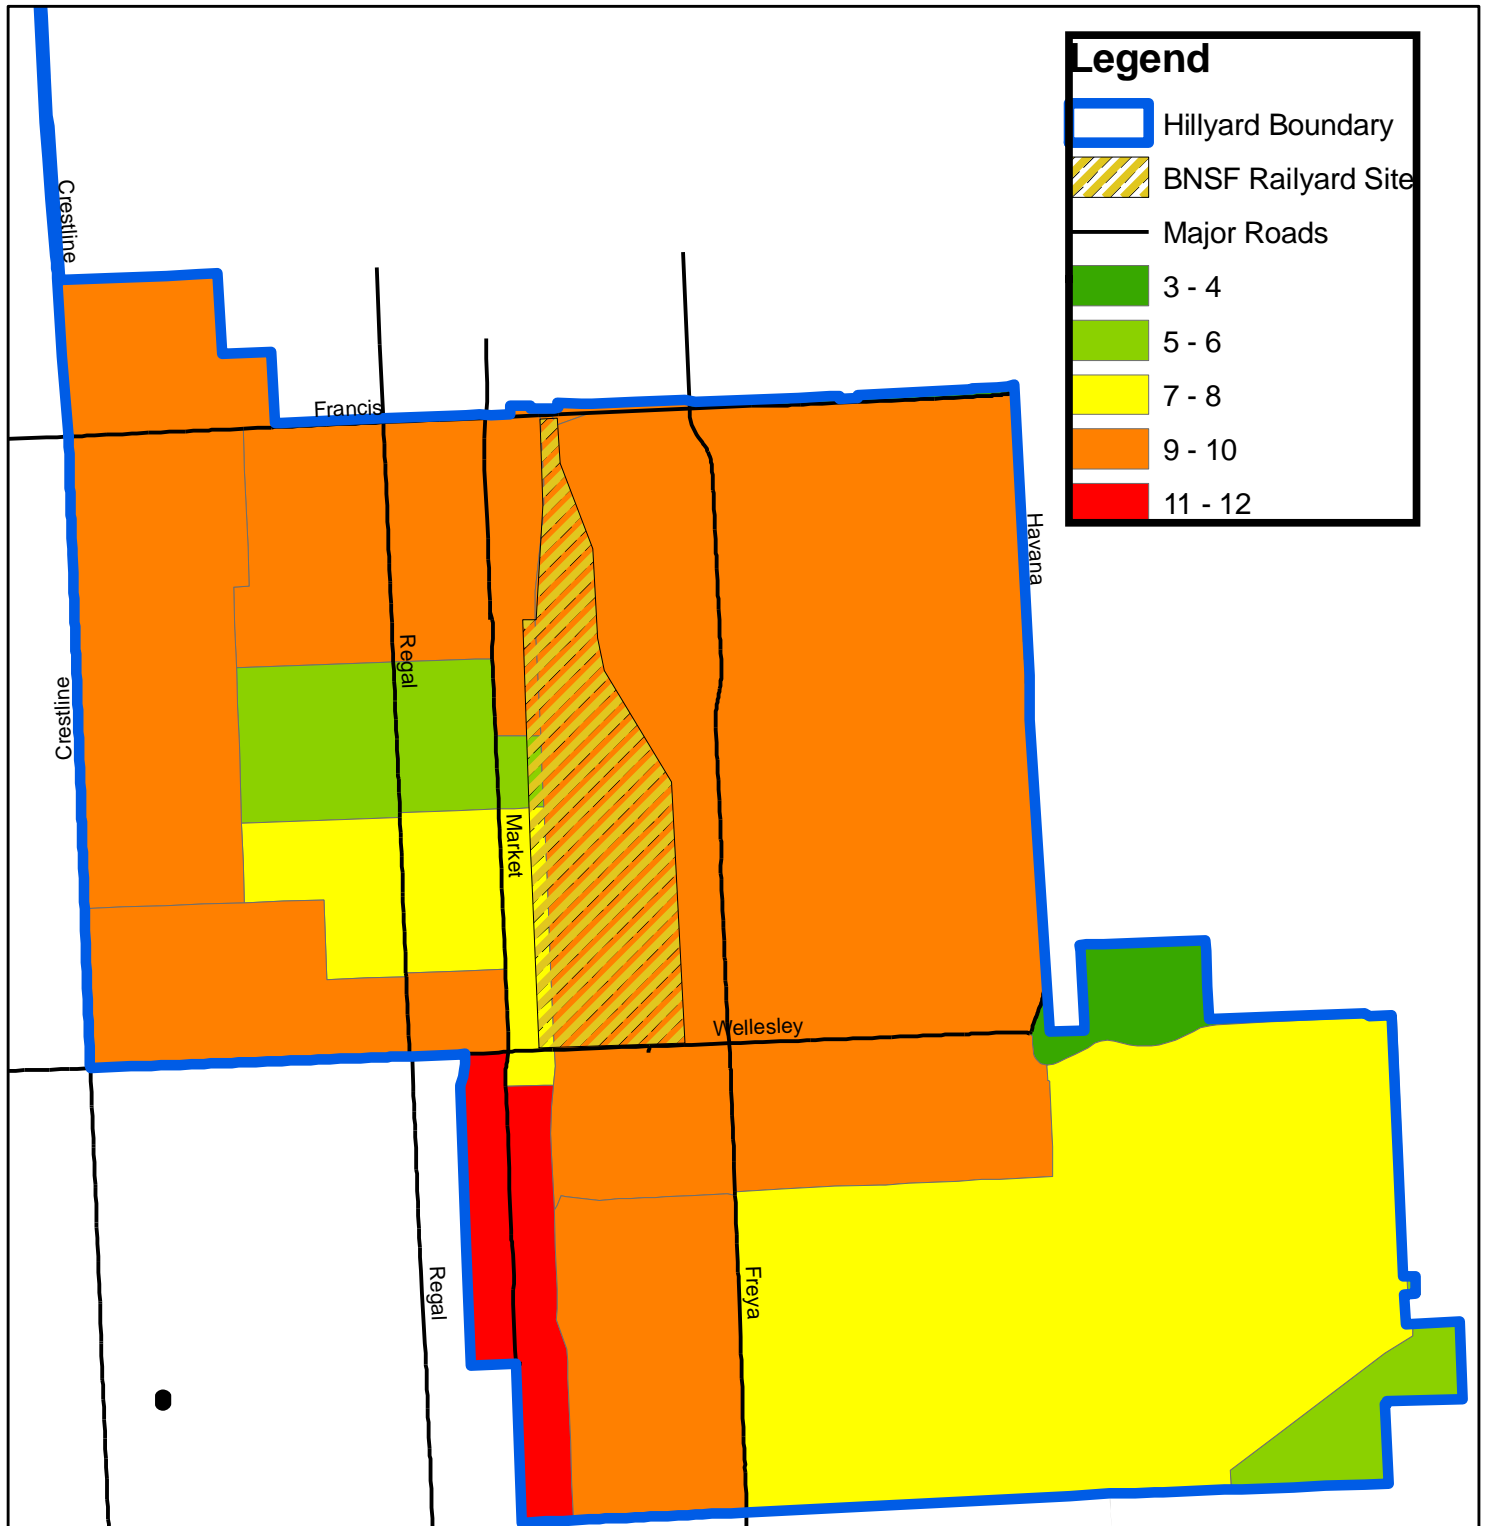 Legend
Hillyard Boundary
BNSF Railyard Site
Major Roads
3 - 4
5 - 6
7 - 8
9 - 10
11 - 12
Crestline
Francis
Havana
Regal
Crestline
Market
Wellesley
Regal
Freya